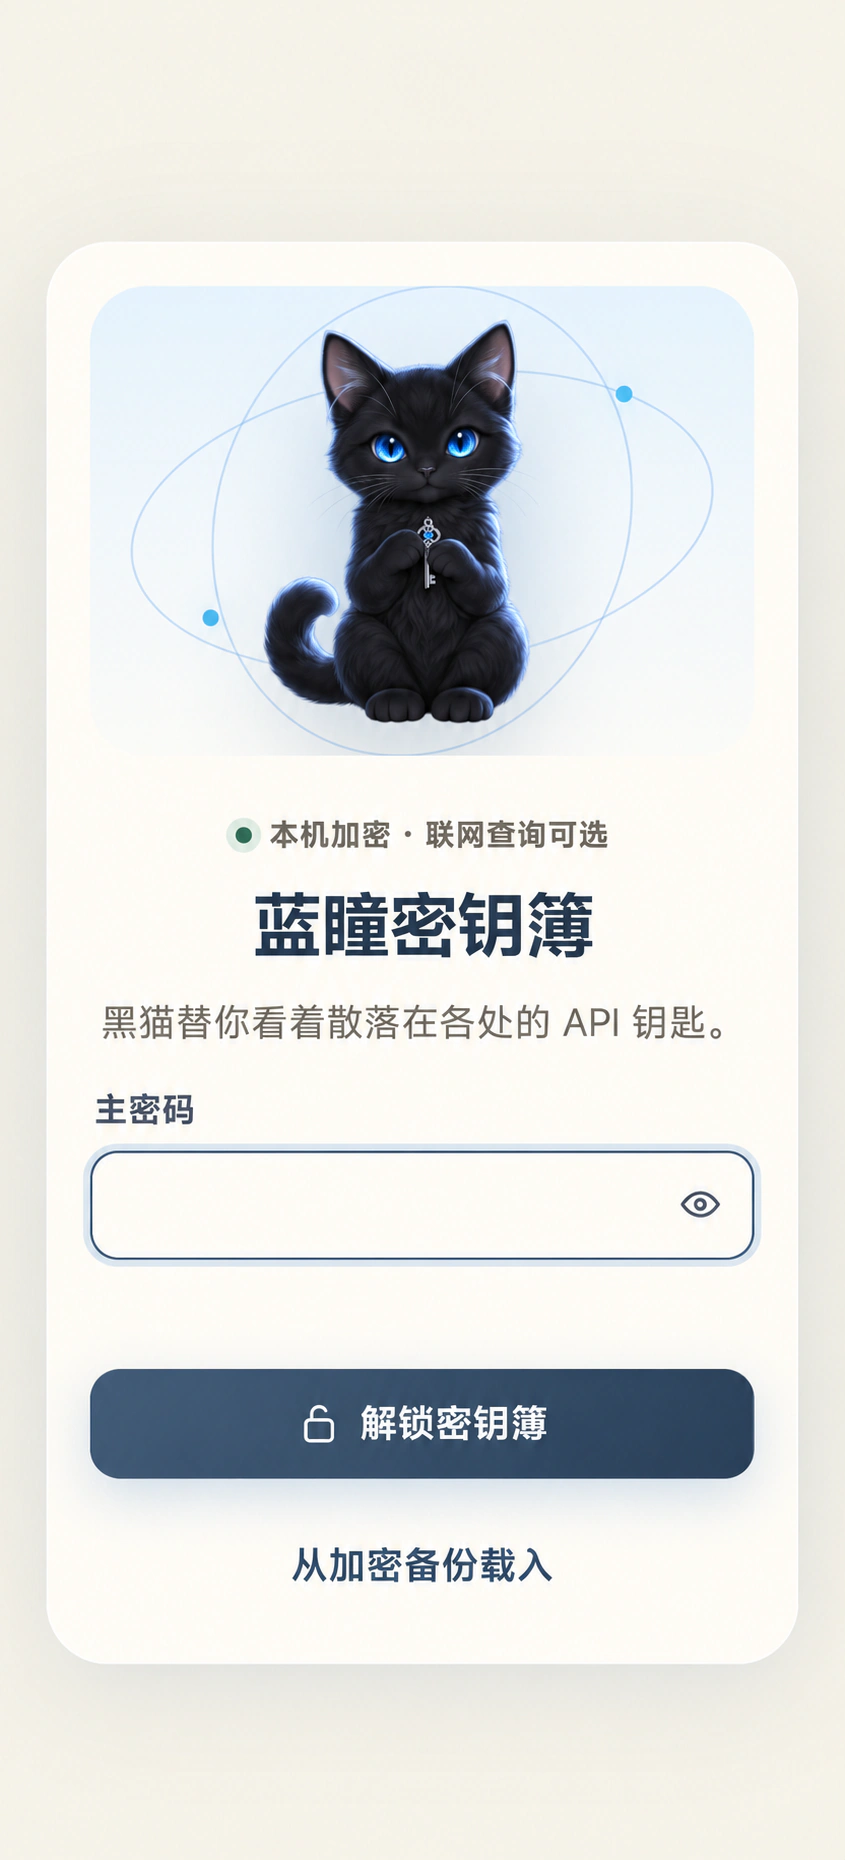 本机加密 · 联网查询可选
蓝瞳密钥簿
黑猫替你看着散落在各处的 API 钥匙。
主密码
解锁密钥簿
从加密备份载入